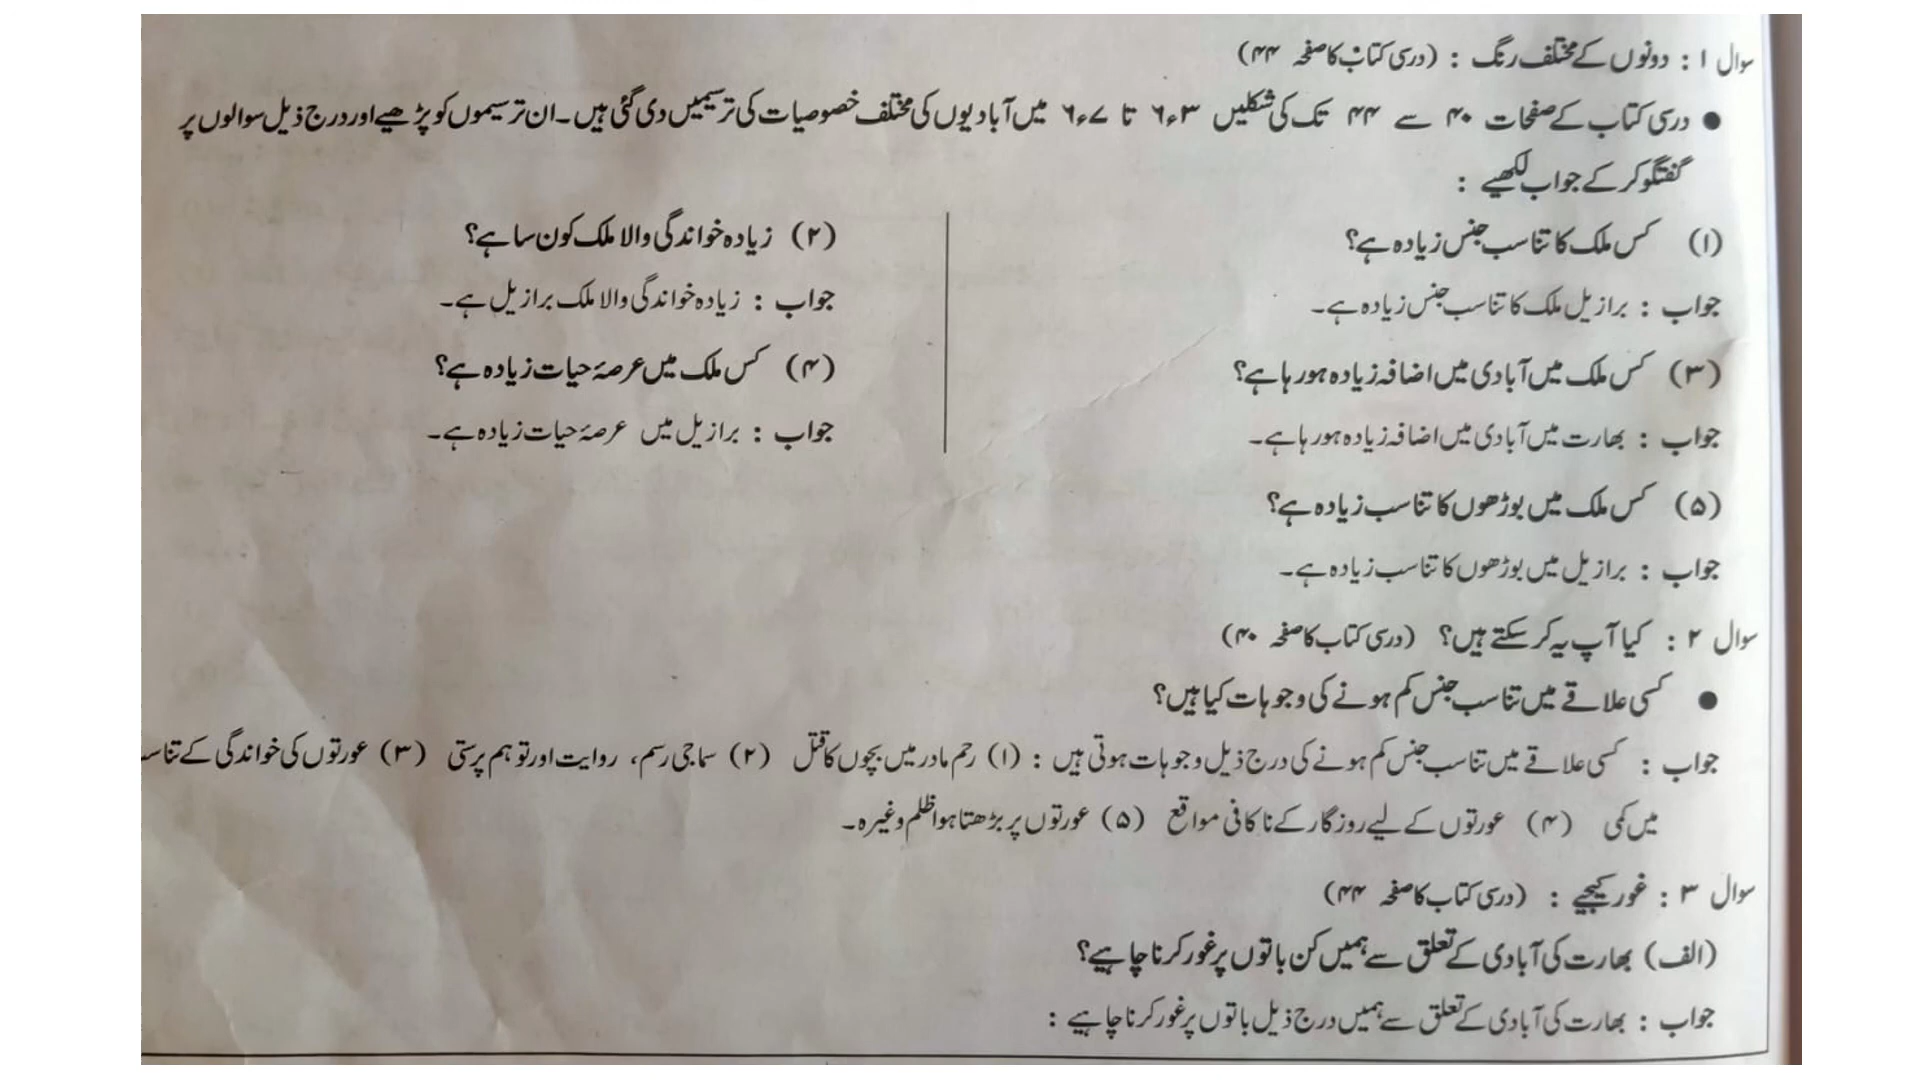 سوال ۱ : دونوں کے مختلف رنگ : (درسی کتاب کا صفحہ ۴۴)
● درسی کتاب کے صفحات ۴۰ سے ۴۴ تک کی شکلیں ۶ء۳ تا ۶ء۷ میں آبادیوں کی مختلف خصوصیات کی ترسیمیں دی گئی ہیں۔ ان ترسیموں کو پڑھیے اور درج ذیل سوالوں پر
گفتگو کر کے جواب لکھیے :
(۱) کس ملک کا تناسب جنس زیادہ ہے؟
جواب : برازیل ملک کا تناسب جنس زیادہ ہے۔
(۲) زیادہ خواندگی والا ملک کون سا ہے؟
جواب : زیادہ خواندگی والا ملک برازیل ہے۔
(۳) کس ملک میں آبادی میں اضافہ زیادہ ہو رہا ہے؟
جواب : بھارت میں آبادی میں اضافہ زیادہ ہو رہا ہے۔
(۴) کس ملک میں عرصۂ حیات زیادہ ہے؟
جواب : برازیل میں عرصۂ حیات زیادہ ہے۔
(۵) کس ملک میں بوڑھوں کا تناسب زیادہ ہے؟
جواب : برازیل میں بوڑھوں کا تناسب زیادہ ہے۔
سوال ۲ : کیا آپ یہ کر سکتے ہیں؟ (درسی کتاب کا صفحہ ۴۰)
● کسی علاقے میں تناسب جنس کم ہونے کی وجوہات کیا ہیں؟
جواب : کسی علاقے میں تناسب جنس کم ہونے کی درج ذیل وجوہات ہوتی ہیں : (۱) رحم مادر میں بچوں کا قتل (۲) سماجی رسم، روایت اور توہم پرستی (۳) عورتوں کی خواندگی کے تناسب
میں کمی (۴) عورتوں کے لیے روزگار کے ناکافی مواقع (۵) عورتوں پر بڑھتا ہوا ظلم وغیرہ۔
سوال ۳ : غور کیجیے : (درسی کتاب کا صفحہ ۴۴)
(الف) بھارت کی آبادی کے تعلق سے ہمیں کن باتوں پر غور کرنا چاہیے؟
جواب : بھارت کی آبادی کے تعلق سے ہمیں درج ذیل باتوں پر غور کرنا چاہیے :